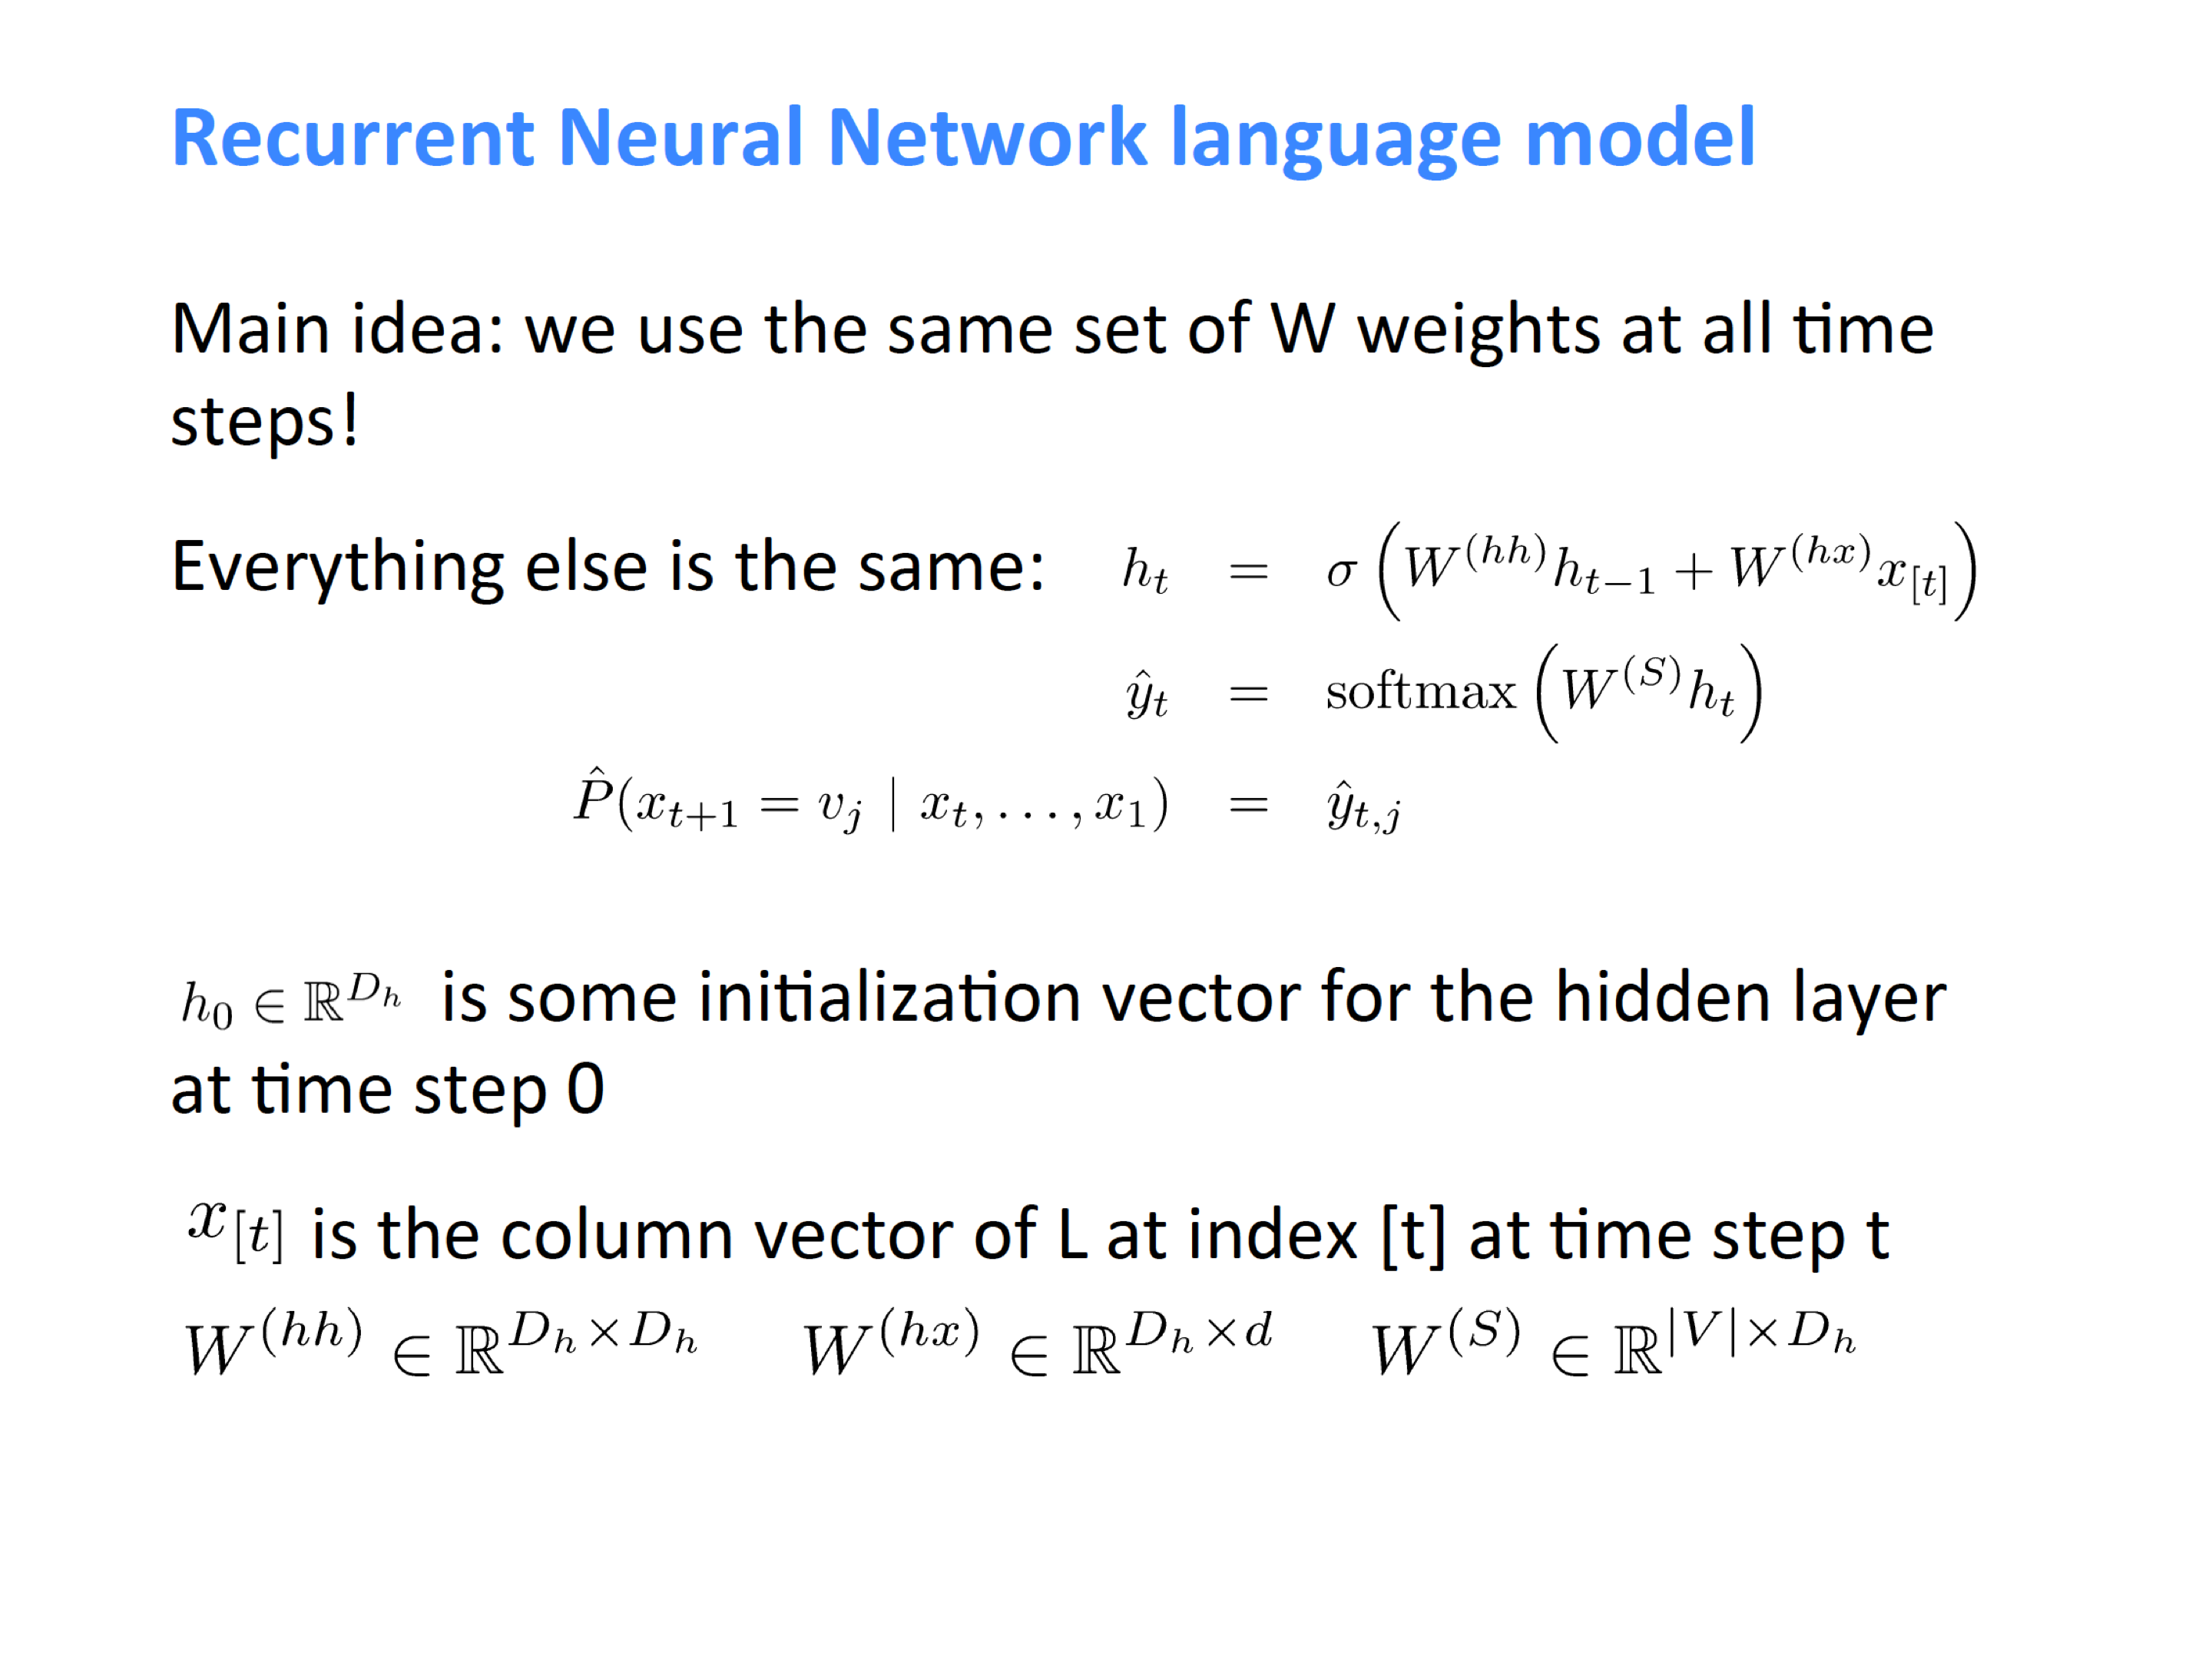 Recurrent Neural Network language model
Main idea: we use the same set of W weights at all time
steps!
Everything else is the same: $h_t = \sigma\left(W^{(hh)}h_{t-1} + W^{(hx)}x_{[t]}\right)$
$\hat{y}_t = \text{softmax}\left(W^{(S)}h_t\right)$
$\hat{P}(x_{t+1} = v_j \mid x_t, \ldots, x_1) = \hat{y}_{t,j}$
$h_0 \in \mathbb{R}^{D_h}$ is some initialization vector for the hidden layer
at time step 0
$x_{[t]}$ is the column vector of L at index [t] at time step t
$W^{(hh)} \in \mathbb{R}^{D_h \times D_h}$ $W^{(hx)} \in \mathbb{R}^{D_h \times d}$ $W^{(S)} \in \mathbb{R}^{|V| \times D_h}$